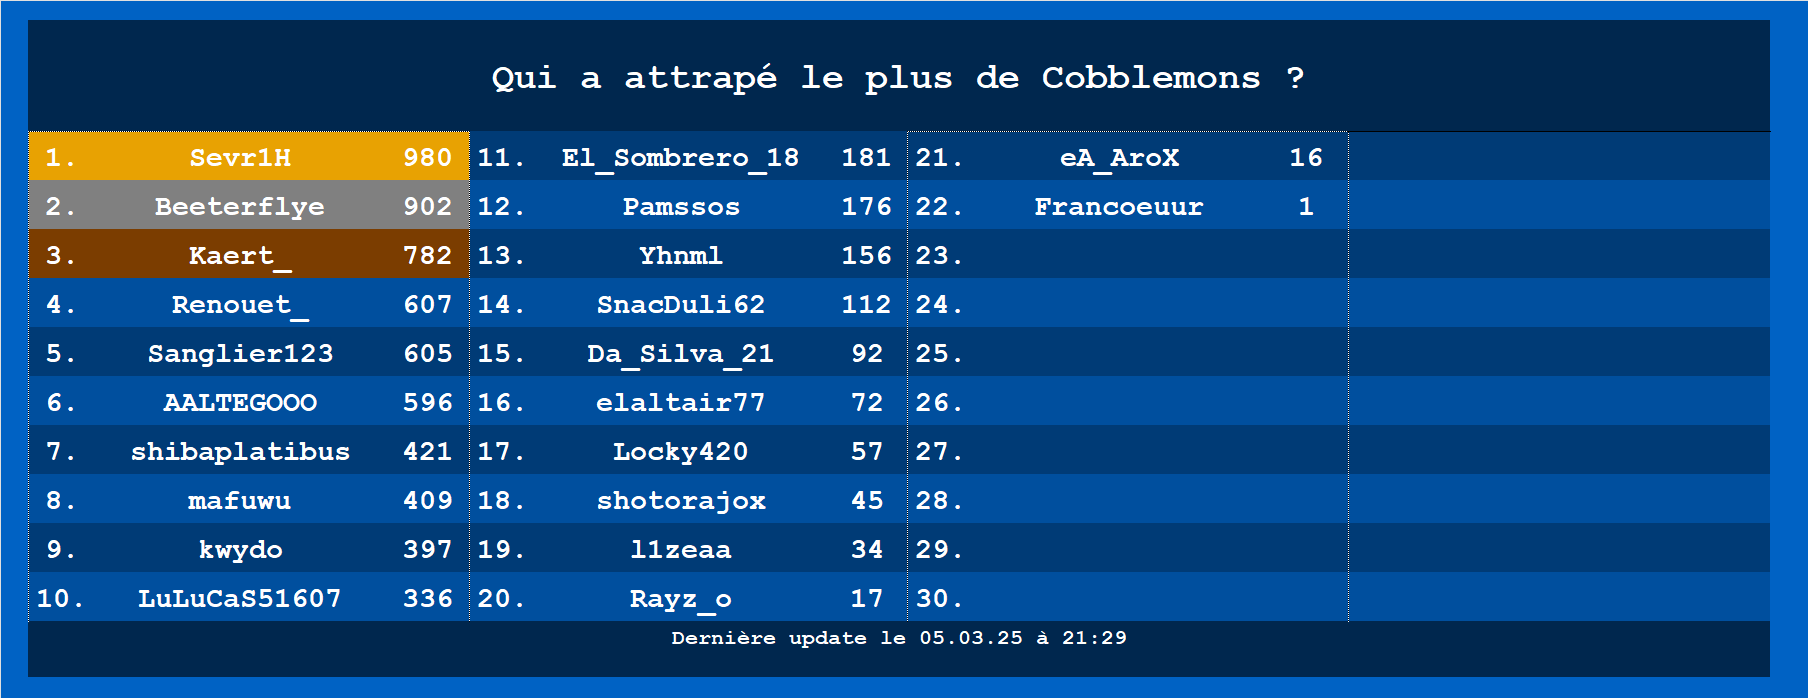 Qui a attrapé le plus de Cobblemons ?
1. Sevr1H 980 11. El_Sombrero_18 181 21. eA_AroX 16
2. Beeterflye 902 12. Pamssos 176 22. Francoeuur 1
3. Kaert_ 782 13. Yhnml 156 23.
4. Renouet_ 607 14. SnacDuli62 112 24.
5. Sanglier123 605 15. Da_Silva_21 92 25.
6. AALTEGOOO 596 16. elaltair77 72 26.
7. shibaplatibus 421 17. Locky420 57 27.
8. mafuwu 409 18. shotorajox 45 28.
9. kwydo 397 19. l1zeaa 34 29.
10. LuLuCaS51607 336 20. Rayz_o 17 30.
Dernière update le 05.03.25 à 21:29